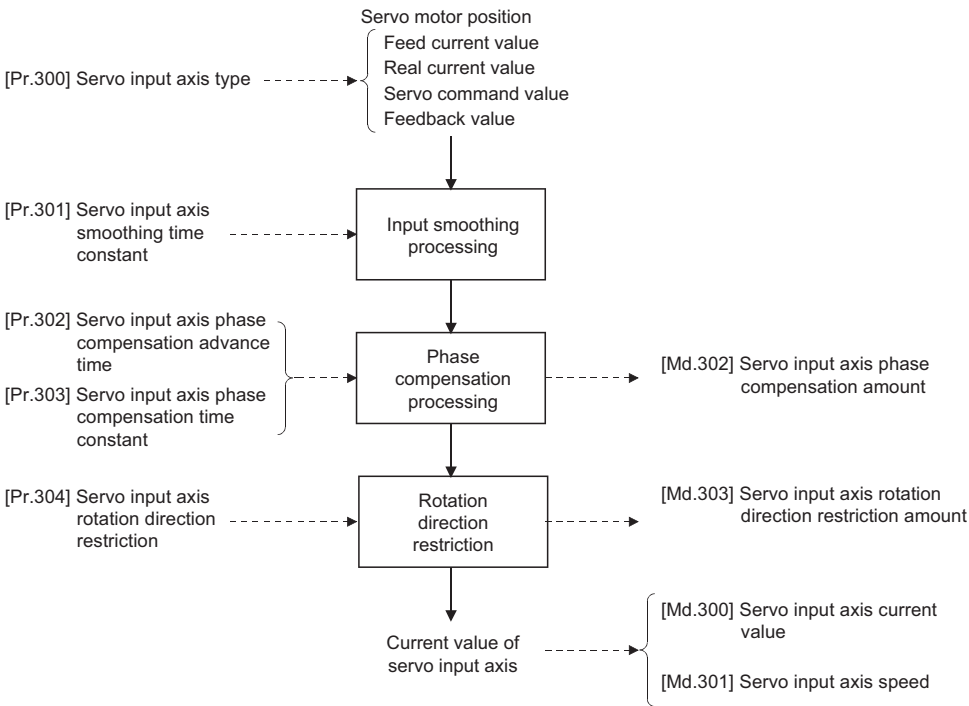 Servo motor position
Feed current value
Real current value
Servo command value
Feedback value
[Pr.300] Servo input axis type
[Pr.301] Servo input axis
smoothing time
constant
Input smoothing
processing
[Pr.302] Servo input axis phase
compensation advance
time
[Pr.303] Servo input axis phase
compensation time
constant
Phase
compensation
processing
[Md.302] Servo input axis phase
compensation amount
[Pr.304] Servo input axis
rotation direction
restriction
Rotation
direction
restriction
[Md.303] Servo input axis rotation
direction restriction amount
Current value of
servo input axis
[Md.300] Servo input axis current
value
[Md.301] Servo input axis speed